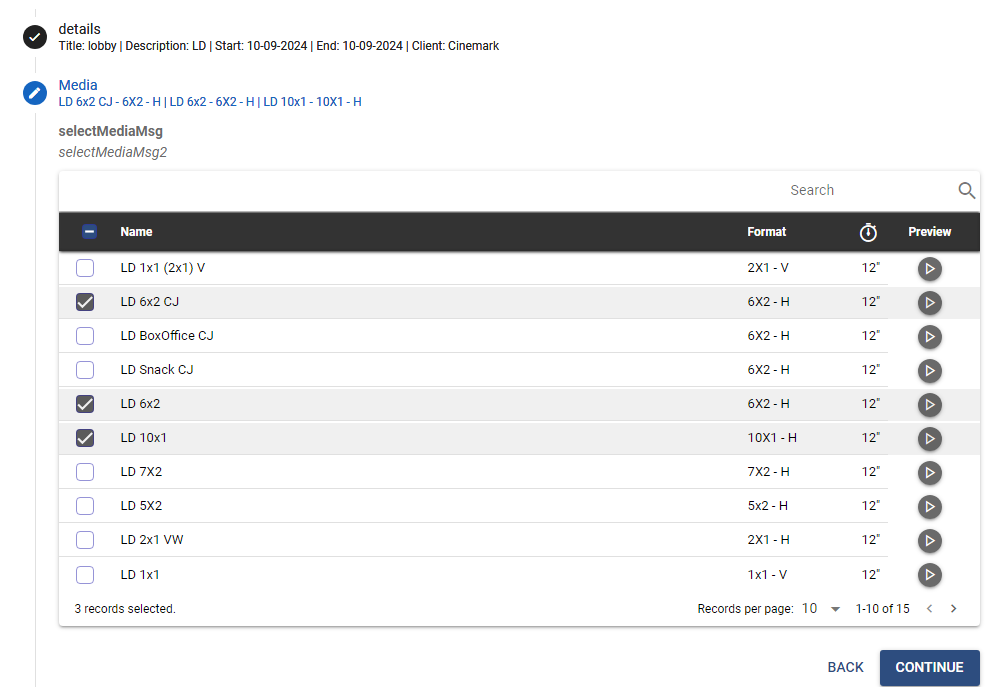 details
Title: lobby | Description: LD | Start: 10-09-2024 | End: 10-09-2024 | Client: Cinemark
Media
LD 6x2 CJ - 6X2 - H | LD 6x2 - 6X2 - H | LD 10x1 - 10X1 - H
selectMediaMsg
selectMediaMsg2
Search
Name Format Preview
LD 1x1 (2x1) V 2X1 - V 12"
LD 6x2 CJ 6X2 - H 12"
LD BoxOffice CJ 6X2 - H 12"
LD Snack CJ 6X2 - H 12"
LD 6x2 6X2 - H 12"
LD 10x1 10X1 - H 12"
LD 7X2 7X2 - H 12"
LD 5X2 5x2 - H 12"
LD 2x1 VW 2X1 - H 12"
LD 1x1 1x1 - V 12"
3 records selected. Records per page: 10 1-10 of 15
BACK CONTINUE